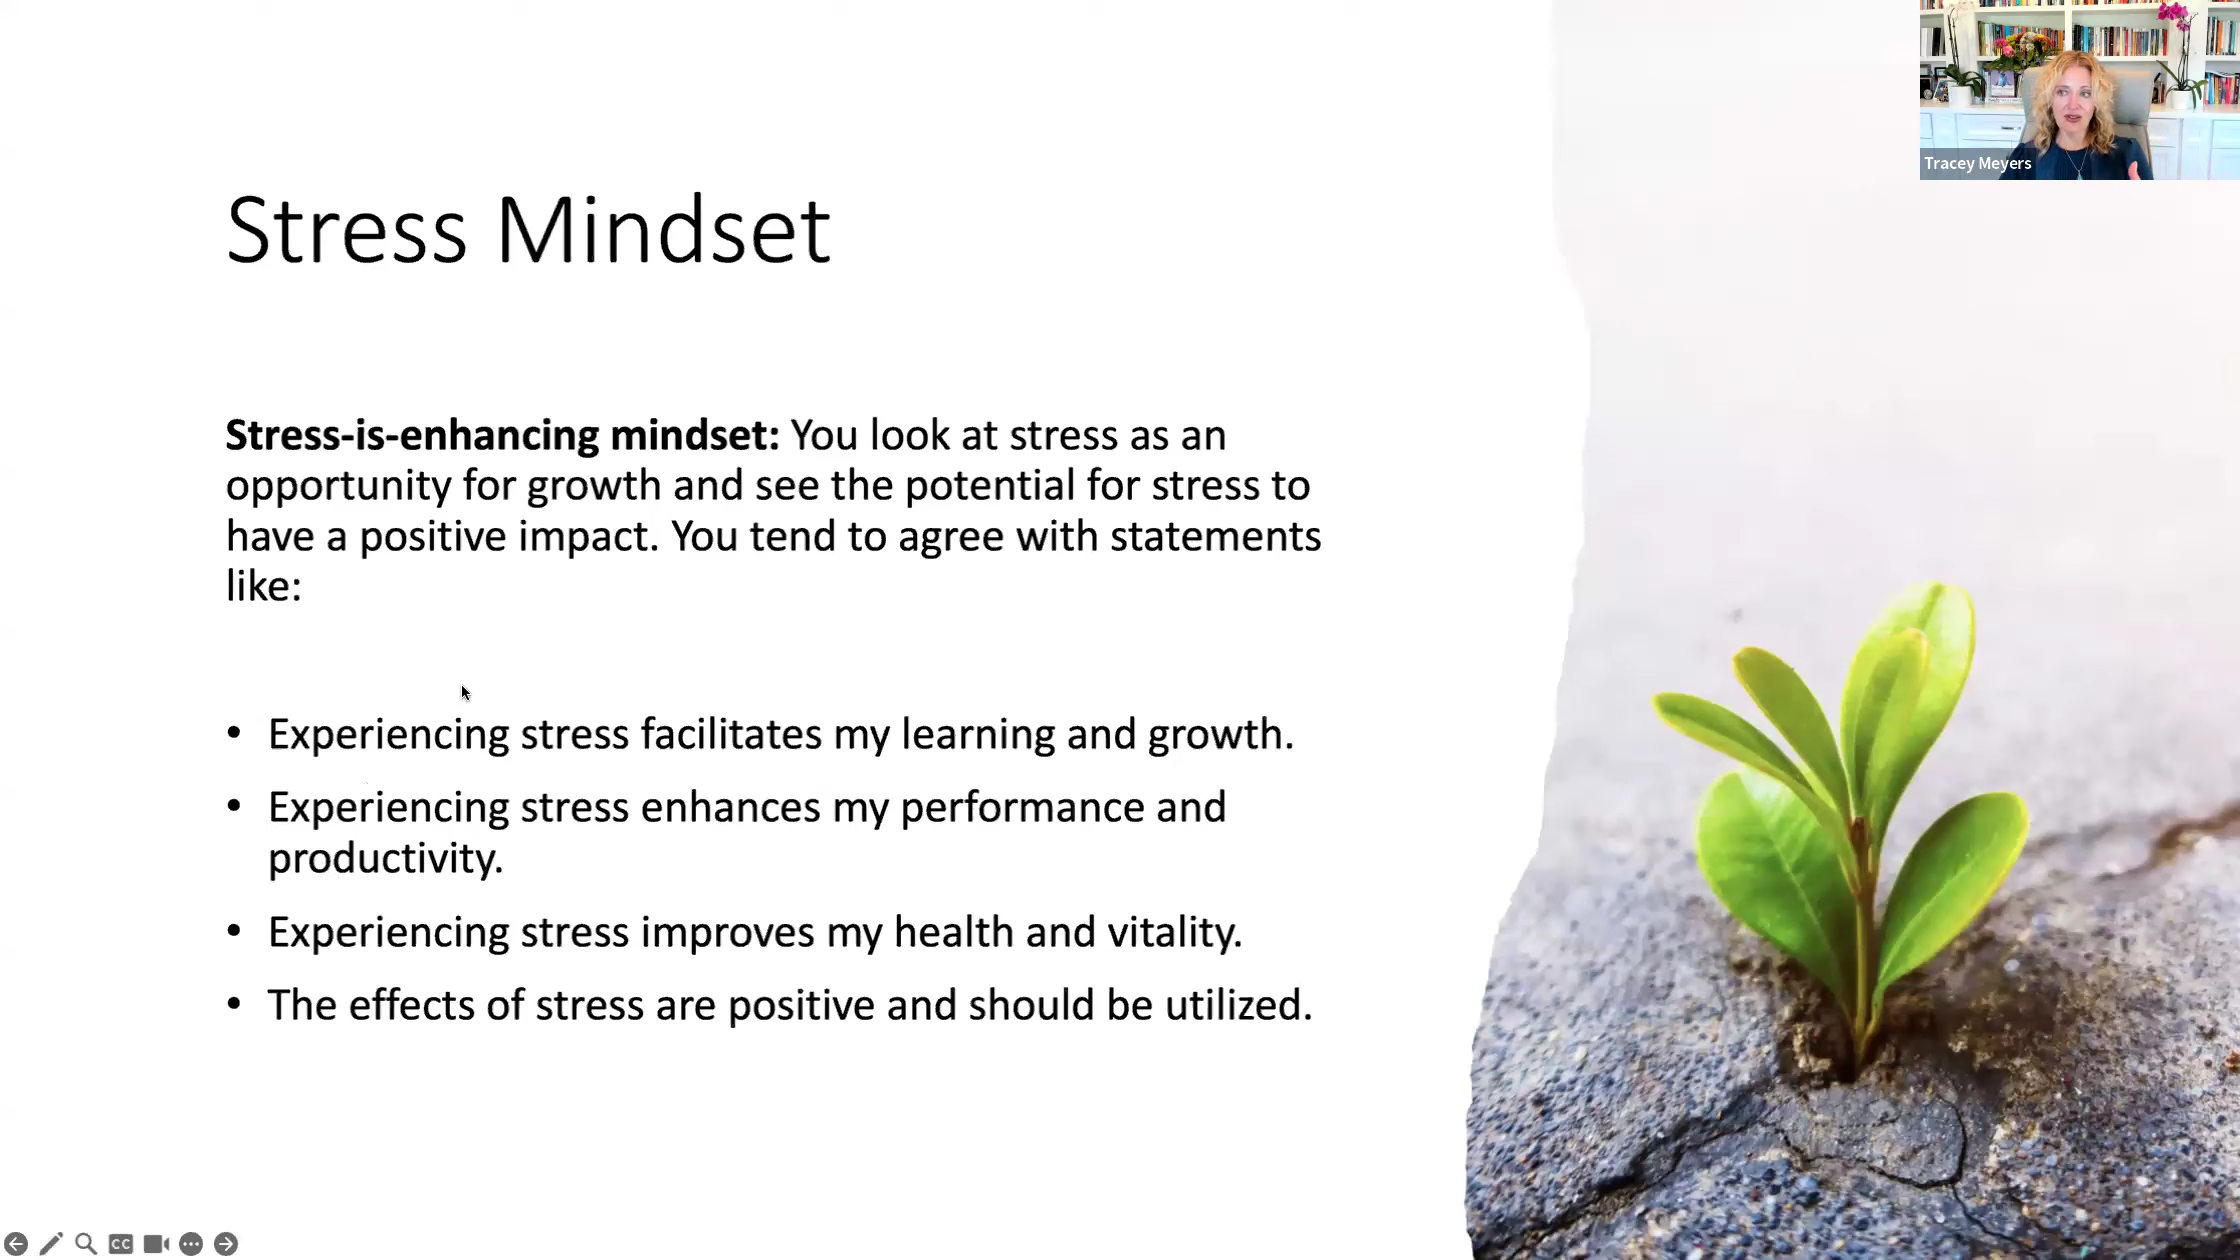 Tracey Meyers
Stress Mindset
Stress-is-enhancing mindset: You look at stress as an
opportunity for growth and see the potential for stress to
have a positive impact. You tend to agree with statements
like:
• Experiencing stress facilitates my learning and growth.
• Experiencing stress enhances my performance and
productivity.
• Experiencing stress improves my health and vitality.
• The effects of stress are positive and should be utilized.
CC